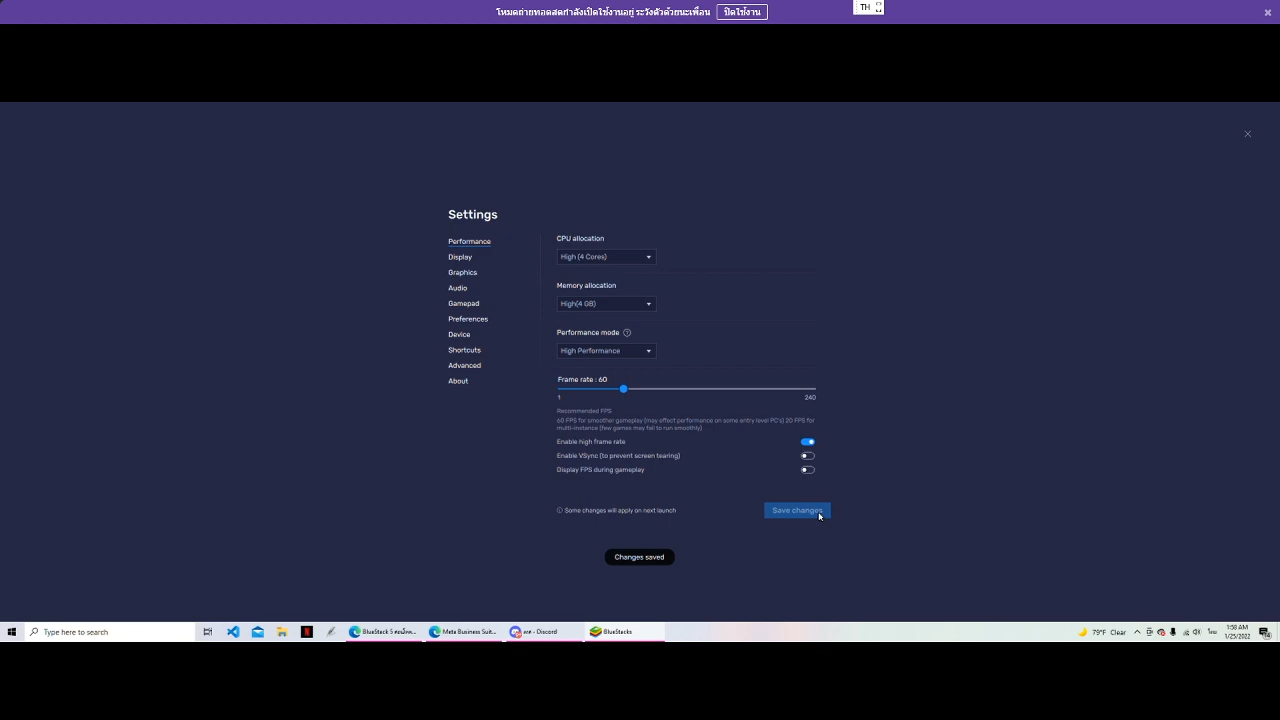 โหมดถ่ายทอดสดกำลังเปิดใช้งานอยู่ ระวังตัวด้วยนะเพื่อน
ปิดใช้งาน
TH
Settings
Performance
Display
Graphics
Audio
Gamepad
Preferences
Device
Shortcuts
Advanced
About
CPU allocation
High (4 Cores)
Memory allocation
High(4 GB)
Performance mode
High Performance
Frame rate : 60
1
240
Recommended FPS
60 FPS for smoother gameplay (may effect performance on some entry level PC's) 20 FPS for
multi-instance (few games may fail to run smoothly)
Enable high frame rate
Enable VSync (to prevent screen tearing)
Display FPS during gameplay
Some changes will apply on next launch
Save changes
Changes saved
Type here to search
Meta Business Suit...
- Discord
BlueStacks
79°F Clear
ไทย
1:58 AM
1/25/2022